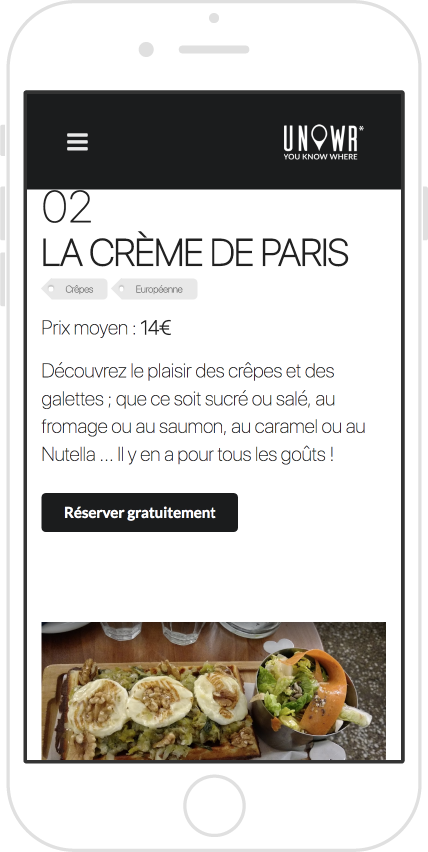 UNOWR*
YOU KNOW WHERE
02
LA CRÈME DE PARIS
Crêpes Européenne
Prix moyen : 14€
Découvrez le plaisir des crêpes et des
galettes ; que ce soit sucré ou salé, au
fromage ou au saumon, au caramel ou au
Nutella ... Il y en a pour tous les goûts !
Réserver gratuitement